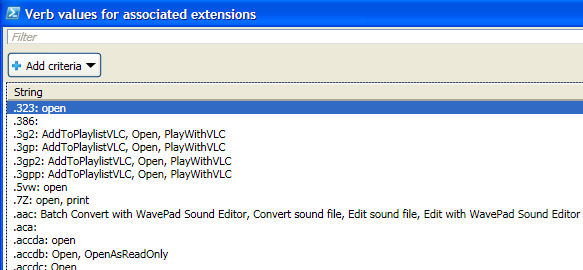 Verb values for associated extensions
Filter
Add criteria
String
.323: open
.386:
.3g2: AddToPlaylistVLC, Open, PlayWithVLC
.3gp: AddToPlaylistVLC, Open, PlayWithVLC
.3gp2: AddToPlaylistVLC, Open, PlayWithVLC
.3gpp: AddToPlaylistVLC, Open, PlayWithVLC
.5vw: open
.7Z: open, print
.aac: Batch Convert with WavePad Sound Editor, Convert sound file, Edit sound file, Edit with WavePad Sound Editor
.aca:
.accda: open
.accdb: Open, OpenAsReadOnly
.accdc: Open